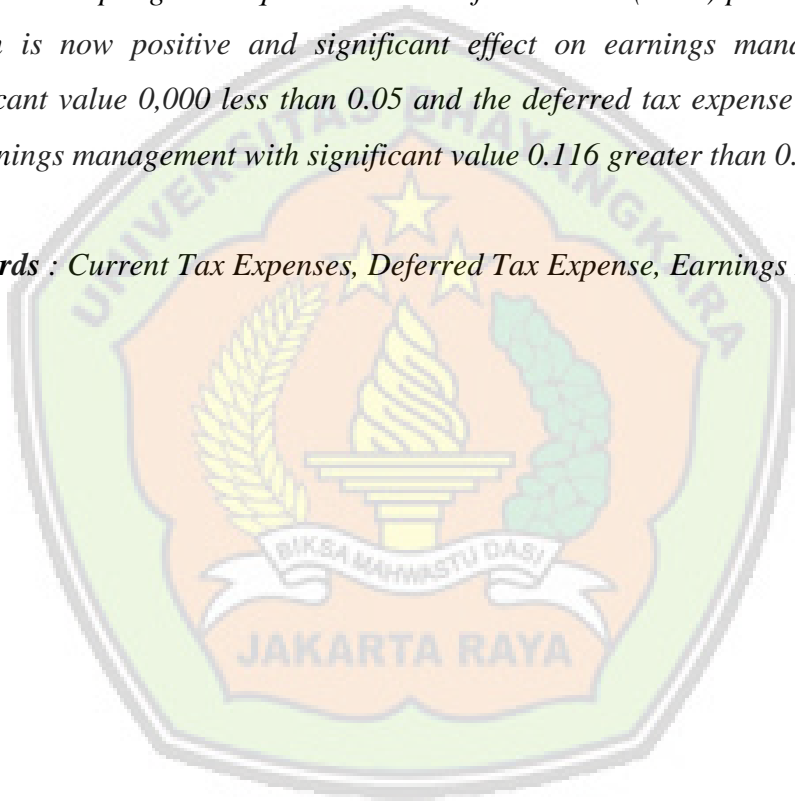 n is now positive and significant effect on earnings mana
cant value 0,000 less than 0.05 and the deferred tax expense
nings management with significant value 0.116 greater than 0.
rds : Current Tax Expenses, Deferred Tax Expense, Earnings
UNIVERSITAS BHAYANGKARA
BIKSA MAHWASTU DASI
JAKARTA RAYA